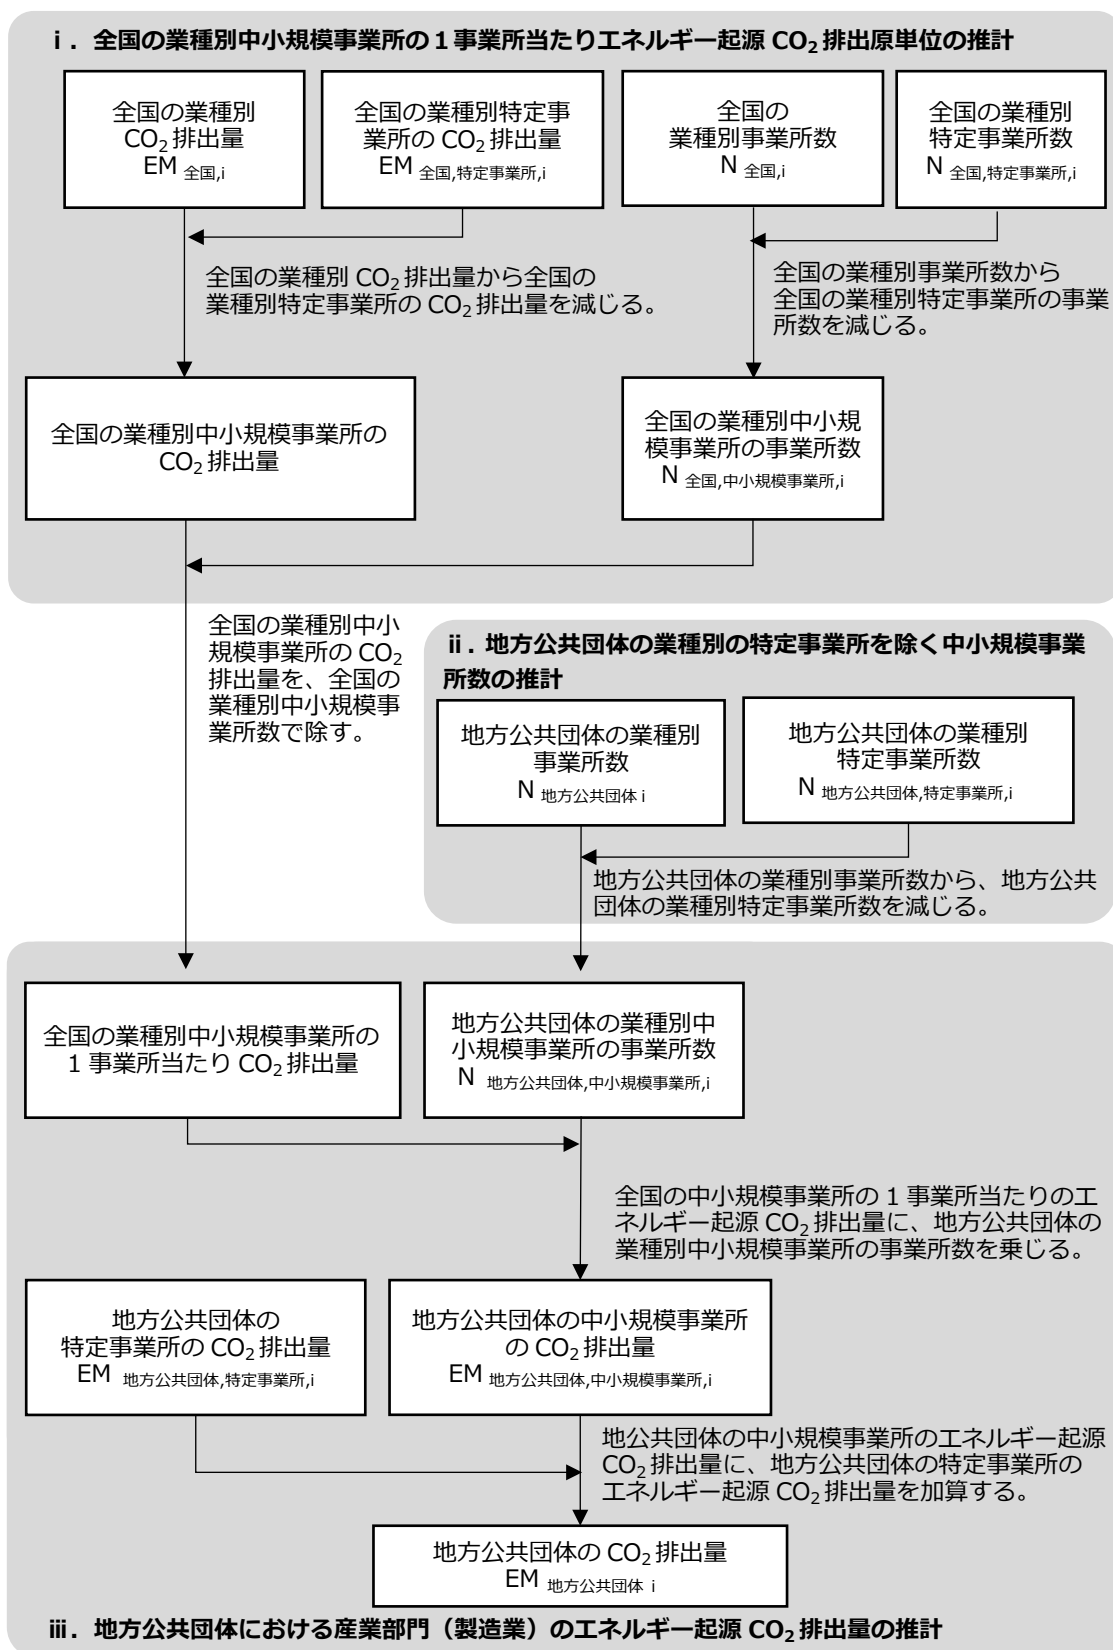 ⅰ．全国の業種別中小規模事業所の１事業所当たりエネルギー起源 CO2 排出原単位の推計
全国の業種別
CO2 排出量
EM 全国,i
全国の業種別特定事
業所の CO2 排出量
EM 全国,特定事業所,i
全国の
業種別事業所数
N 全国,i
全国の業種別
特定事業所数
N 全国,特定事業所,i
全国の業種別 CO2 排出量から全国の
業種別特定事業所の CO2 排出量を減じる。
全国の業種別事業所数から
全国の業種別特定事業所の事業
所数を減じる。
全国の業種別中小規模事業所の
CO2 排出量
全国の業種別中小規
模事業所の事業所数
N 全国,中小規模事業所,i
全国の業種別中小
規模事業所の CO2
排出量を、全国の
業種別中小規模事
業所数で除す。
ⅱ．地方公共団体の業種別の特定事業所を除く中小規模事業
所数の推計
地方公共団体の業種別
事業所数
N 地方公共団体 i
地方公共団体の業種別
特定事業所数
N 地方公共団体,特定事業所,i
地方公共団体の業種別事業所数から、地方公共
団体の業種別特定事業所数を減じる。
全国の業種別中小規模事業所の
1 事業所当たり CO2 排出量
地方公共団体の業種別中
小規模事業所の事業所数
N 地方公共団体,中小規模事業所,i
全国の中小規模事業所の 1 事業所当たりのエ
ネルギー起源 CO2 排出量に、地方公共団体の
業種別中小規模事業所の事業所数を乗じる。
地方公共団体の
特定事業所の CO2 排出量
EM 地方公共団体,特定事業所,i
地方公共団体の中小規模事業所
の CO2 排出量
EM 地方公共団体,中小規模事業所,i
地公共団体の中小規模事業所のエネルギー起源
CO2 排出量に、地方公共団体の特定事業所の
エネルギー起源 CO2 排出量を加算する。
地方公共団体の CO2 排出量
EM 地方公共団体 i
ⅲ．地方公共団体における産業部門（製造業）のエネルギー起源 CO2 排出量の推計